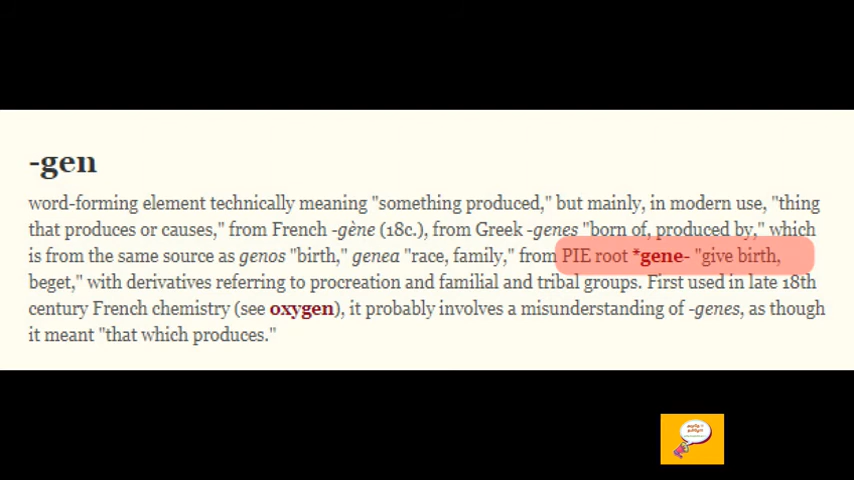 -gen
word-forming element technically meaning "something produced," but mainly, in modern use, "thing
that produces or causes," from French -gène (18c.), from Greek -genes "born of, produced by," which
is from the same source as genos "birth," genea "race, family," from PIE root *gene- "give birth,
beget," with derivatives referring to procreation and familial and tribal groups. First used in late 18th
century French chemistry (see oxygen), it probably involves a misunderstanding of -genes, as though
it meant "that which produces."